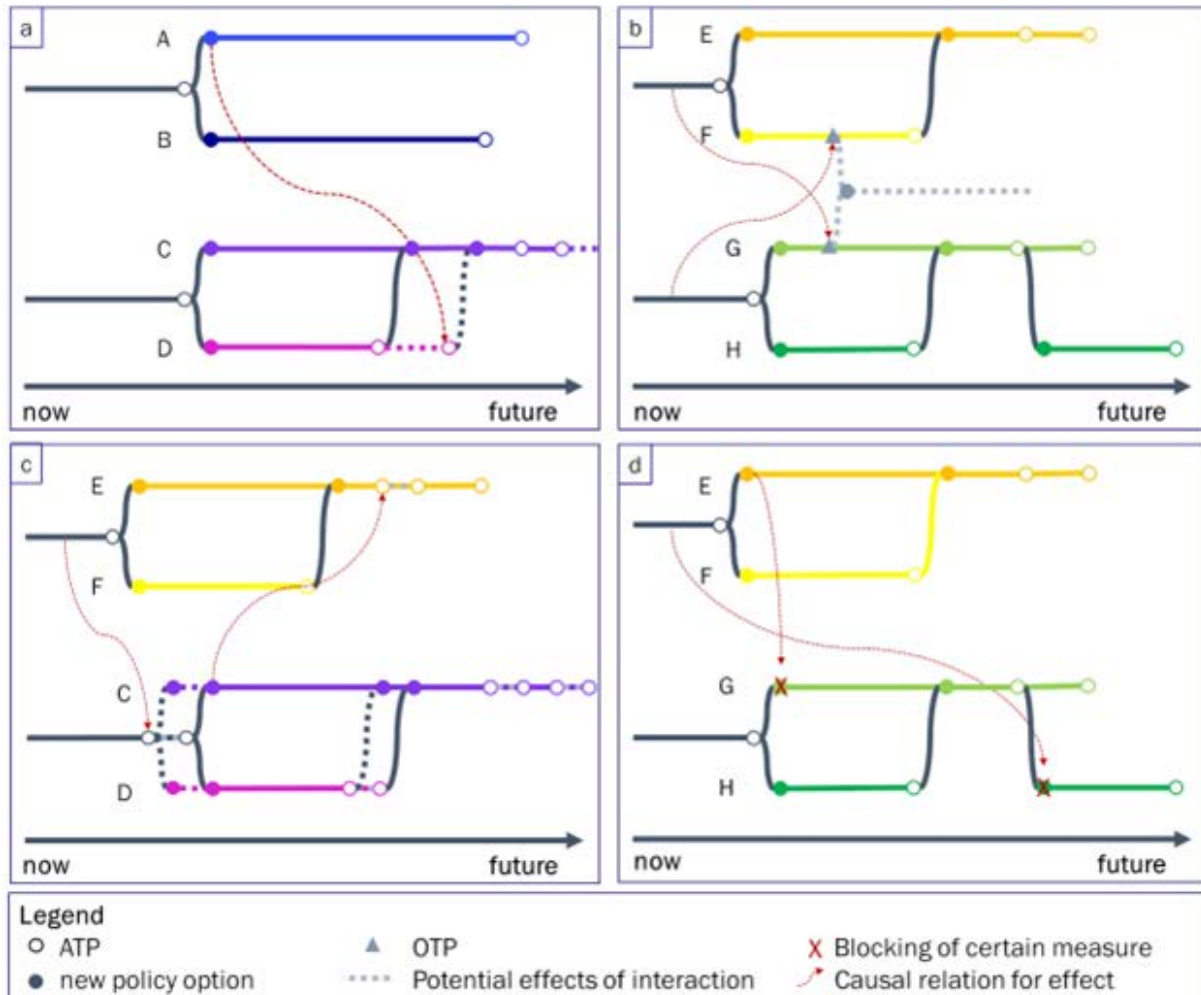 a
A
B
C
D
now future
b
E
F
G
H
now future
c
E
F
C
D
now future
d
E
F
G
H
now future
Legend
ATP OTP Blocking of certain measure
new policy option Potential effects of interaction Causal relation for effect